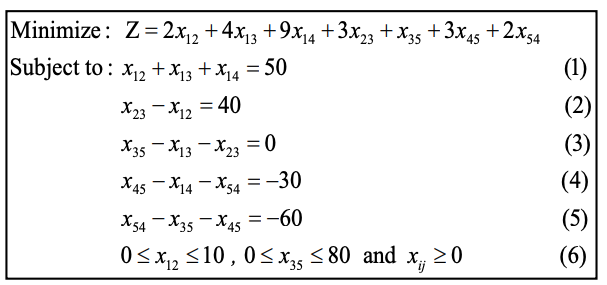 Minimize : Z = 2x₁₂ + 4x₁₃ + 9x₁₄ + 3x₂₃ + x₃₅ + 3x₄₅ + 2x₅₄
Subject to : x₁₂ + x₁₃ + x₁₄ = 50 (1)
x₂₃ − x₁₂ = 40 (2)
x₃₅ − x₁₃ − x₂₃ = 0 (3)
x₄₅ − x₁₄ − x₅₄ = −30 (4)
x₅₄ − x₃₅ − x₄₅ = −60 (5)
0 ≤ x₁₂ ≤ 10 , 0 ≤ x₃₅ ≤ 80 and xᵢⱼ ≥ 0 (6)